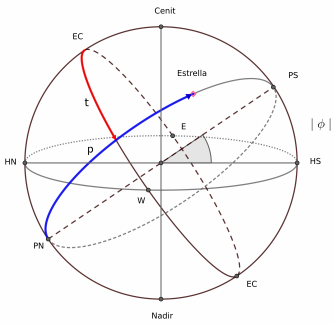 Cenit
EC
Estrella
PS
t
E
| ϕ |
p
HN
HS
W
PN
EC
Nadir